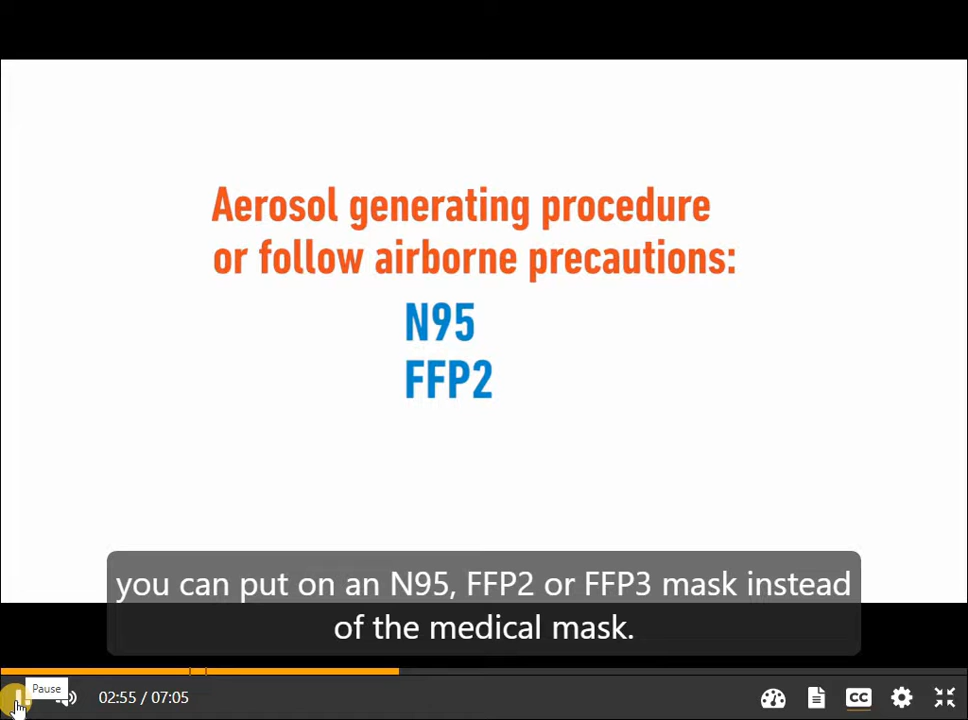 Aerosol generating procedure
or follow airborne precautions:
N95
FFP2
you can put on an N95, FFP2 or FFP3 mask instead
of the medical mask.
Pause
02:55 / 07:05
CC